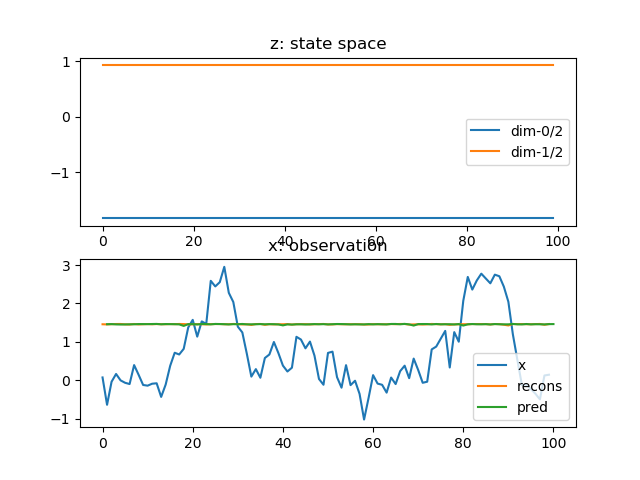 z: state space
1
0
−1
dim-0/2
dim-1/2
0 20 40 60 80 100
x: observation
3
2
1
0
−1
x
recons
pred
0 20 40 60 80 100